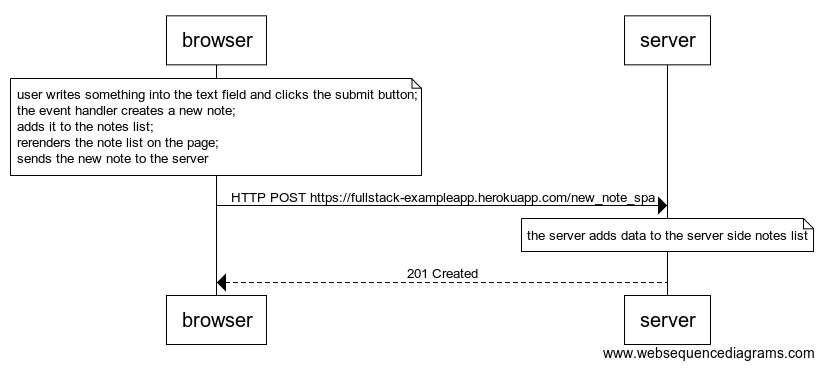 browser
server
user writes something into the text field and clicks the submit button;
the event handler creates a new note;
adds it to the notes list;
rerenders the note list on the page;
sends the new note to the server
HTTP POST https://fullstack-exampleapp.herokuapp.com/new_note_spa
the server adds data to the server side notes list
201 Created
browser
server
www.websequencediagrams.com